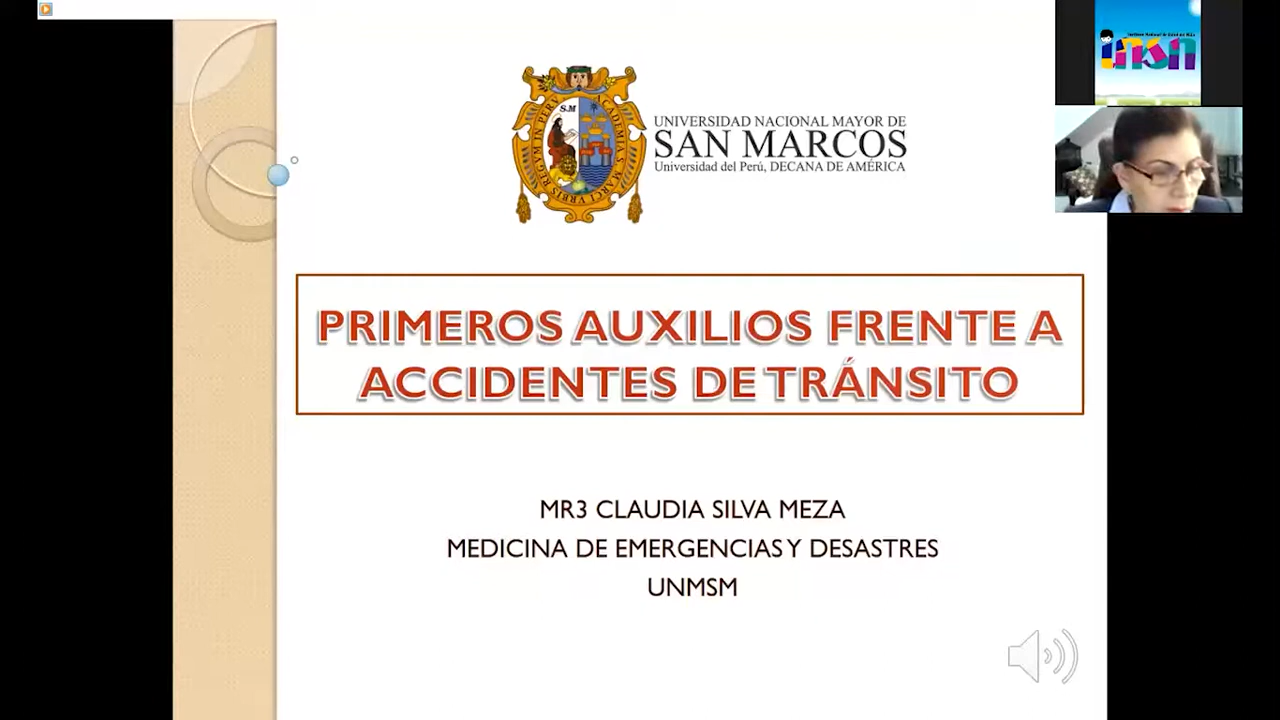 UNIVERSIDAD NACIONAL MAYOR DE
SAN MARCOS
Universidad del Perú, DECANA DE AMÉRICA
PRIMEROS AUXILIOS FRENTE A
ACCIDENTES DE TRÁNSITO
MR3 CLAUDIA SILVA MEZA
MEDICINA DE EMERGENCIAS Y DESASTRES
UNMSM
S.M
insn